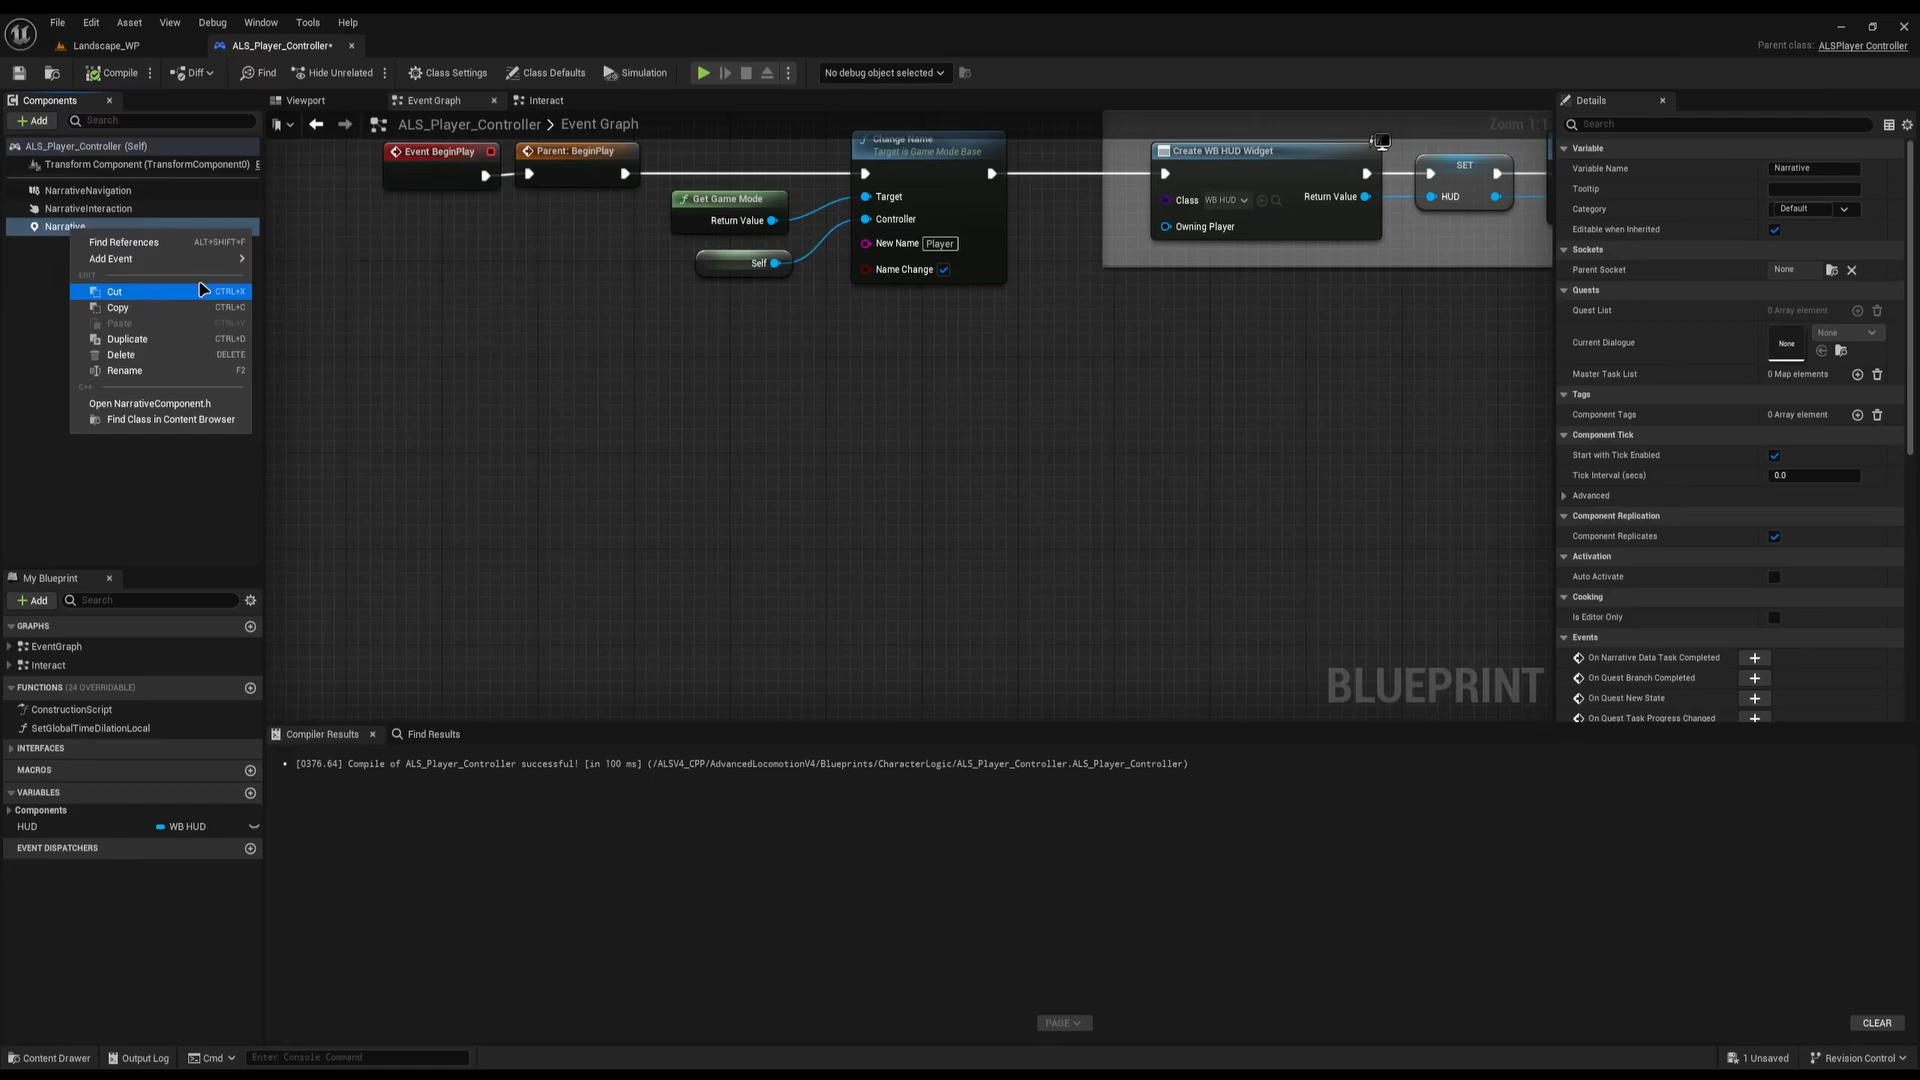 File Edit Asset View Debug Window Tools Help
Landscape_WP
ALS_Player_Controller*
Parent class: ALSPlayer Controller
Compile
Diff
Find
Hide Unrelated
Class Settings
Class Defaults
Simulation
No debug object selected
Components
Add
Search
ALS_Player_Controller (Self)
Transform Component (TransformComponent0)
NarrativeNavigation
NarrativeInteraction
Narrative
Find References ALT+SHIFT+F
Add Event
EDIT
Cut CTRL+X
Copy CTRL+C
Paste CTRL+V
Duplicate CTRL+D
Delete DELETE
Rename F2
C++
Open NarrativeComponent.h
Find Class in Content Browser
My Blueprint
Add
Search
GRAPHS
EventGraph
Interact
FUNCTIONS (24 OVERRIDABLE)
ConstructionScript
SetGlobalTimeDilationLocal
INTERFACES
MACROS
VARIABLES
Components
HUD WB HUD
EVENT DISPATCHERS
Viewport
Event Graph
Interact
ALS_Player_Controller > Event Graph
Zoom 1:1
Event BeginPlay
Parent: BeginPlay
Get Game Mode
Return Value
Self
Change Name
Target is Game Mode Base
Target
Controller
New Name Player
Name Change
Create WB HUD Widget
Class WB HUD
Return Value
Owning Player
SET
HUD
BLUEPRINT
Compiler Results
Find Results
[0376.64] Compile of ALS_Player_Controller successful! [in 100 ms] (/ALSV4_CPP/AdvancedLocomotionV4/Blueprints/CharacterLogic/ALS_Player_Controller.ALS_Player_Controller)
PAGE
CLEAR
Details
Search
Variable
Variable Name Narrative
Tooltip
Category Default
Editable when Inherited
Sockets
Parent Socket None
Quests
Quest List 0 Array element
Current Dialogue None None
Master Task List 0 Map elements
Tags
Component Tags 0 Array element
Component Tick
Start with Tick Enabled
Tick Interval (secs) 0.0
Advanced
Component Replication
Component Replicates
Activation
Auto Activate
Cooking
Is Editor Only
Events
On Narrative Data Task Completed
On Quest Branch Completed
On Quest New State
On Quest Task Progress Changed
Content Drawer
Output Log
Cmd
Enter Console Command
1 Unsaved
Revision Control